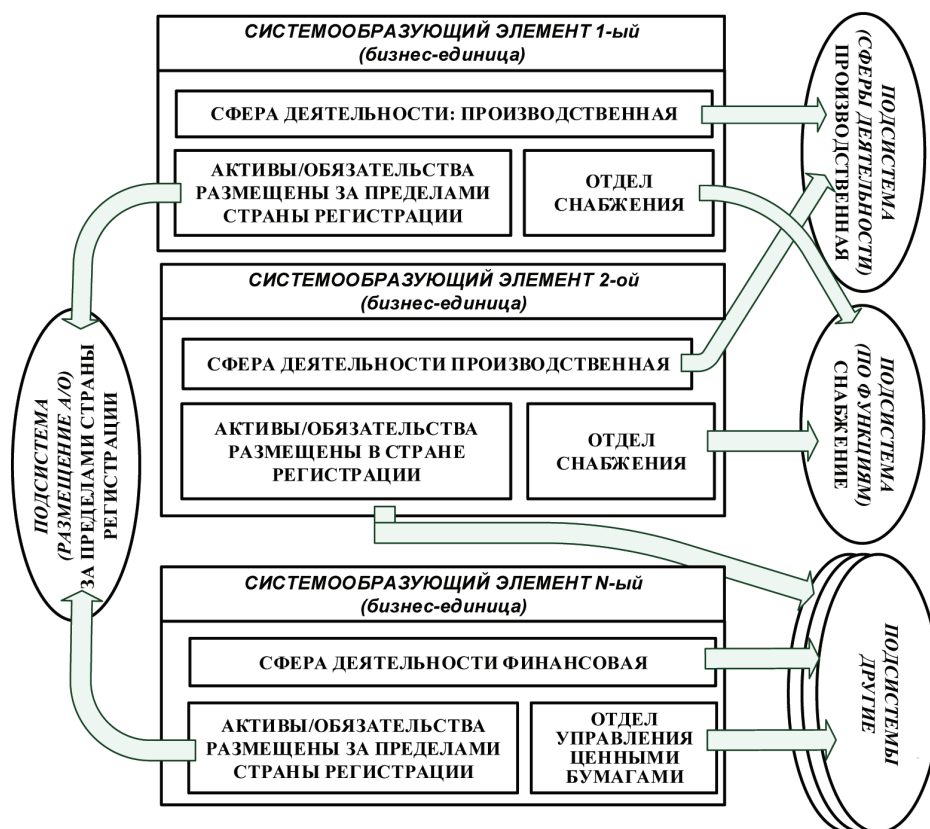 СИСТЕМООБРАЗУЮЩИЙ ЭЛЕМЕНТ 1-ый
(бизнес-единица)
СФЕРА ДЕЯТЕЛЬНОСТИ: ПРОИЗВОДСТВЕННАЯ
АКТИВЫ/ОБЯЗАТЕЛЬСТВА
РАЗМЕЩЕНЫ ЗА ПРЕДЕЛАМИ
СТРАНЫ РЕГИСТРАЦИИ
ОТДЕЛ
СНАБЖЕНИЯ
СИСТЕМООБРАЗУЮЩИЙ ЭЛЕМЕНТ 2-ой
(бизнес-единица)
СФЕРА ДЕЯТЕЛЬНОСТИ ПРОИЗВОДСТВЕННАЯ
АКТИВЫ/ОБЯЗАТЕЛЬСТВА
РАЗМЕЩЕНЫ В СТРАНЕ
РЕГИСТРАЦИИ
ОТДЕЛ
СНАБЖЕНИЯ
СИСТЕМООБРАЗУЮЩИЙ ЭЛЕМЕНТ N-ый
(бизнес-единица)
СФЕРА ДЕЯТЕЛЬНОСТИ ФИНАНСОВАЯ
АКТИВЫ/ОБЯЗАТЕЛЬСТВА
РАЗМЕЩЕНЫ ЗА ПРЕДЕЛАМИ
СТРАНЫ РЕГИСТРАЦИИ
ОТДЕЛ
УПРАВЛЕНИЯ
ЦЕННЫМИ
БУМАГАМИ
ПОДСИСТЕМА
(РАЗМЕЩЕНИЕ А/О)
ЗА ПРЕДЕЛАМИ СТРАНЫ
РЕГИСТРАЦИИ
ПОДСИСТЕМА
(СФЕРЫ ДЕЯТЕЛЬНОСТИ)
ПРОИЗВОДСТВЕННАЯ
ПОДСИСТЕМА
(ПО ФУНКЦИЯМ)
СНАБЖЕНИЕ
ПОДСИСТЕМЫ
ДРУГИЕ